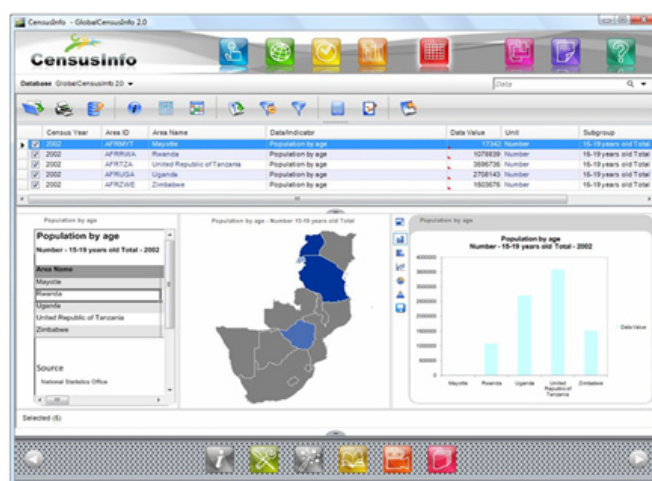 CensusInfo - GlobalCensusInfo 2.0
CensusInfo
Database GlobalCensusInfo 2.0
Data
Census Year Area ID Area Name Data/Indicator Data Value Unit Subgroup
2002 AFRMYT Mayotte Population by age 17342 Number 15-19 years old Total
2002 AFRRWA Rwanda Population by age 1078839 Number 15-19 years old Total
2002 AFRTZA United Republic of Tanzania Population by age Number 15-19 years old Total
2002 AFRUGA Uganda Population by age 2708143 Number 15-19 years old Total
2002 AFRZWE Zimbabwe Population by age Number 15-19 years old Total
Population by age
Population by age
Number - 15-19 years old Total - 2002
Area Name
Mayotte
Rwanda
Uganda
United Republic of Tanzania
Zimbabwe
Source
National Statistics Office
Population by age - Number 15-19 years old Total
Population by age
Population by age
Number - 15-19 years old Total - 2002
4000000
3500000
3000000
2500000
2000000
1500000
1000000
500000
0
Data Value
Mayotte Rwanda Uganda United Republic of Tanzania Zimbabwe
Selected (5)